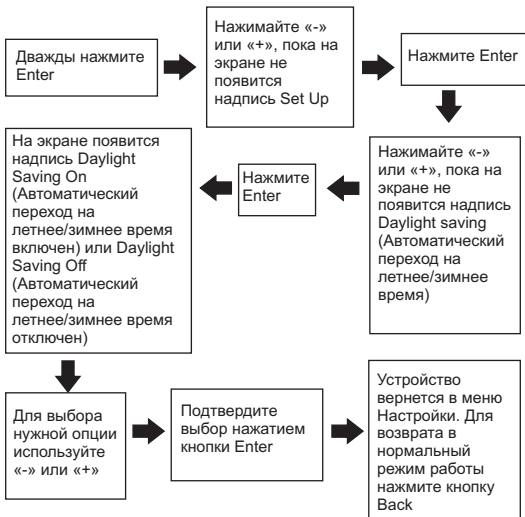 Дважды нажмите
Enter
Нажимайте «-»
или «+», пока на
экране не
появится
надпись Set Up
Нажмите Enter
Нажимайте «-»
или «+», пока на
экране не
появится надпись
Daylight saving
(Автоматический
переход на
летнее/зимнее
время)
Нажмите
Enter
На экране появится
надпись Daylight
Saving On
(Автоматический
переход на
летнее/зимнее время
включен) или Daylight
Saving Off
(Автоматический
переход на
летнее/зимнее время
отключен)
Для выбора
нужной опции
используйте
«-» или «+»
Подтвердите
выбор нажатием
кнопки Enter
Устройство
вернется в меню
Настройки. Для
возврата в
нормальный
режим работы
нажмите кнопку
Back